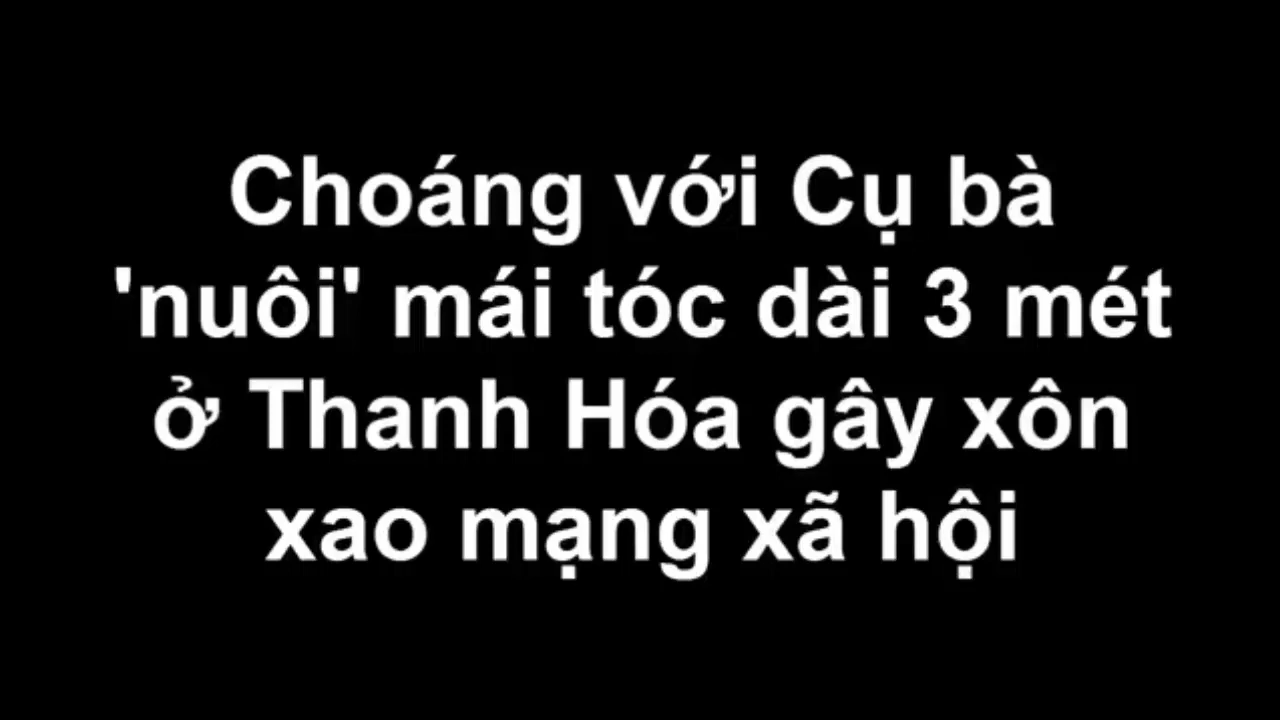 Choáng với Cụ bà
'nuôi' mái tóc dài 3 mét
ở Thanh Hóa gây xôn
xao mạng xã hội